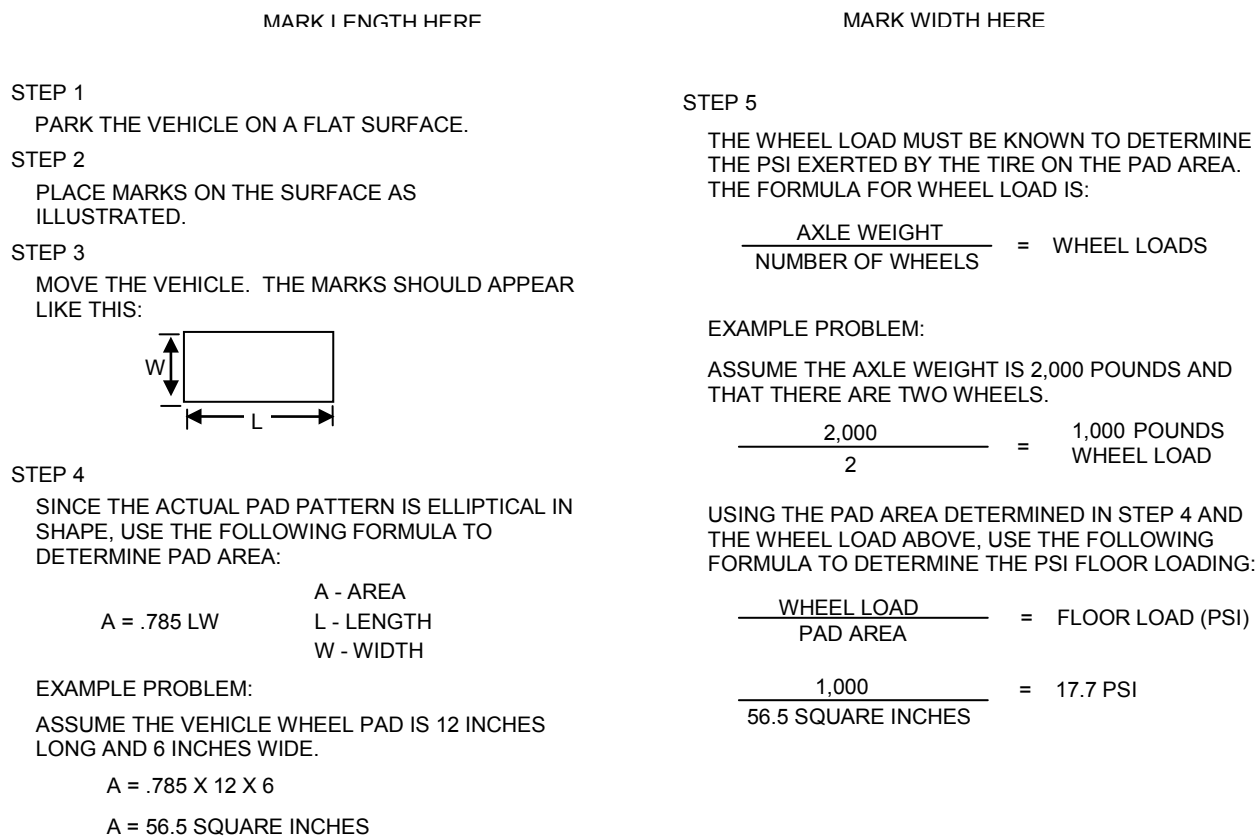 MARK LENGTH HERE
MARK WIDTH HERE
STEP 1
PARK THE VEHICLE ON A FLAT SURFACE.
STEP 2
PLACE MARKS ON THE SURFACE AS
ILLUSTRATED.
STEP 3
MOVE THE VEHICLE. THE MARKS SHOULD APPEAR
LIKE THIS:
W
L
STEP 4
SINCE THE ACTUAL PAD PATTERN IS ELLIPTICAL IN
SHAPE, USE THE FOLLOWING FORMULA TO
DETERMINE PAD AREA:
A - AREA
A = .785 LW L - LENGTH
W - WIDTH
EXAMPLE PROBLEM:
ASSUME THE VEHICLE WHEEL PAD IS 12 INCHES
LONG AND 6 INCHES WIDE.
A = .785 X 12 X 6
A = 56.5 SQUARE INCHES
STEP 5
THE WHEEL LOAD MUST BE KNOWN TO DETERMINE
THE PSI EXERTED BY THE TIRE ON THE PAD AREA.
THE FORMULA FOR WHEEL LOAD IS:
AXLE WEIGHT
= WHEEL LOADS
NUMBER OF WHEELS
EXAMPLE PROBLEM:
ASSUME THE AXLE WEIGHT IS 2,000 POUNDS AND
THAT THERE ARE TWO WHEELS.
2,000 = 1,000 POUNDS
2 WHEEL LOAD
USING THE PAD AREA DETERMINED IN STEP 4 AND
THE WHEEL LOAD ABOVE, USE THE FOLLOWING
FORMULA TO DETERMINE THE PSI FLOOR LOADING:
WHEEL LOAD
= FLOOR LOAD (PSI)
PAD AREA
1,000
= 17.7 PSI
56.5 SQUARE INCHES